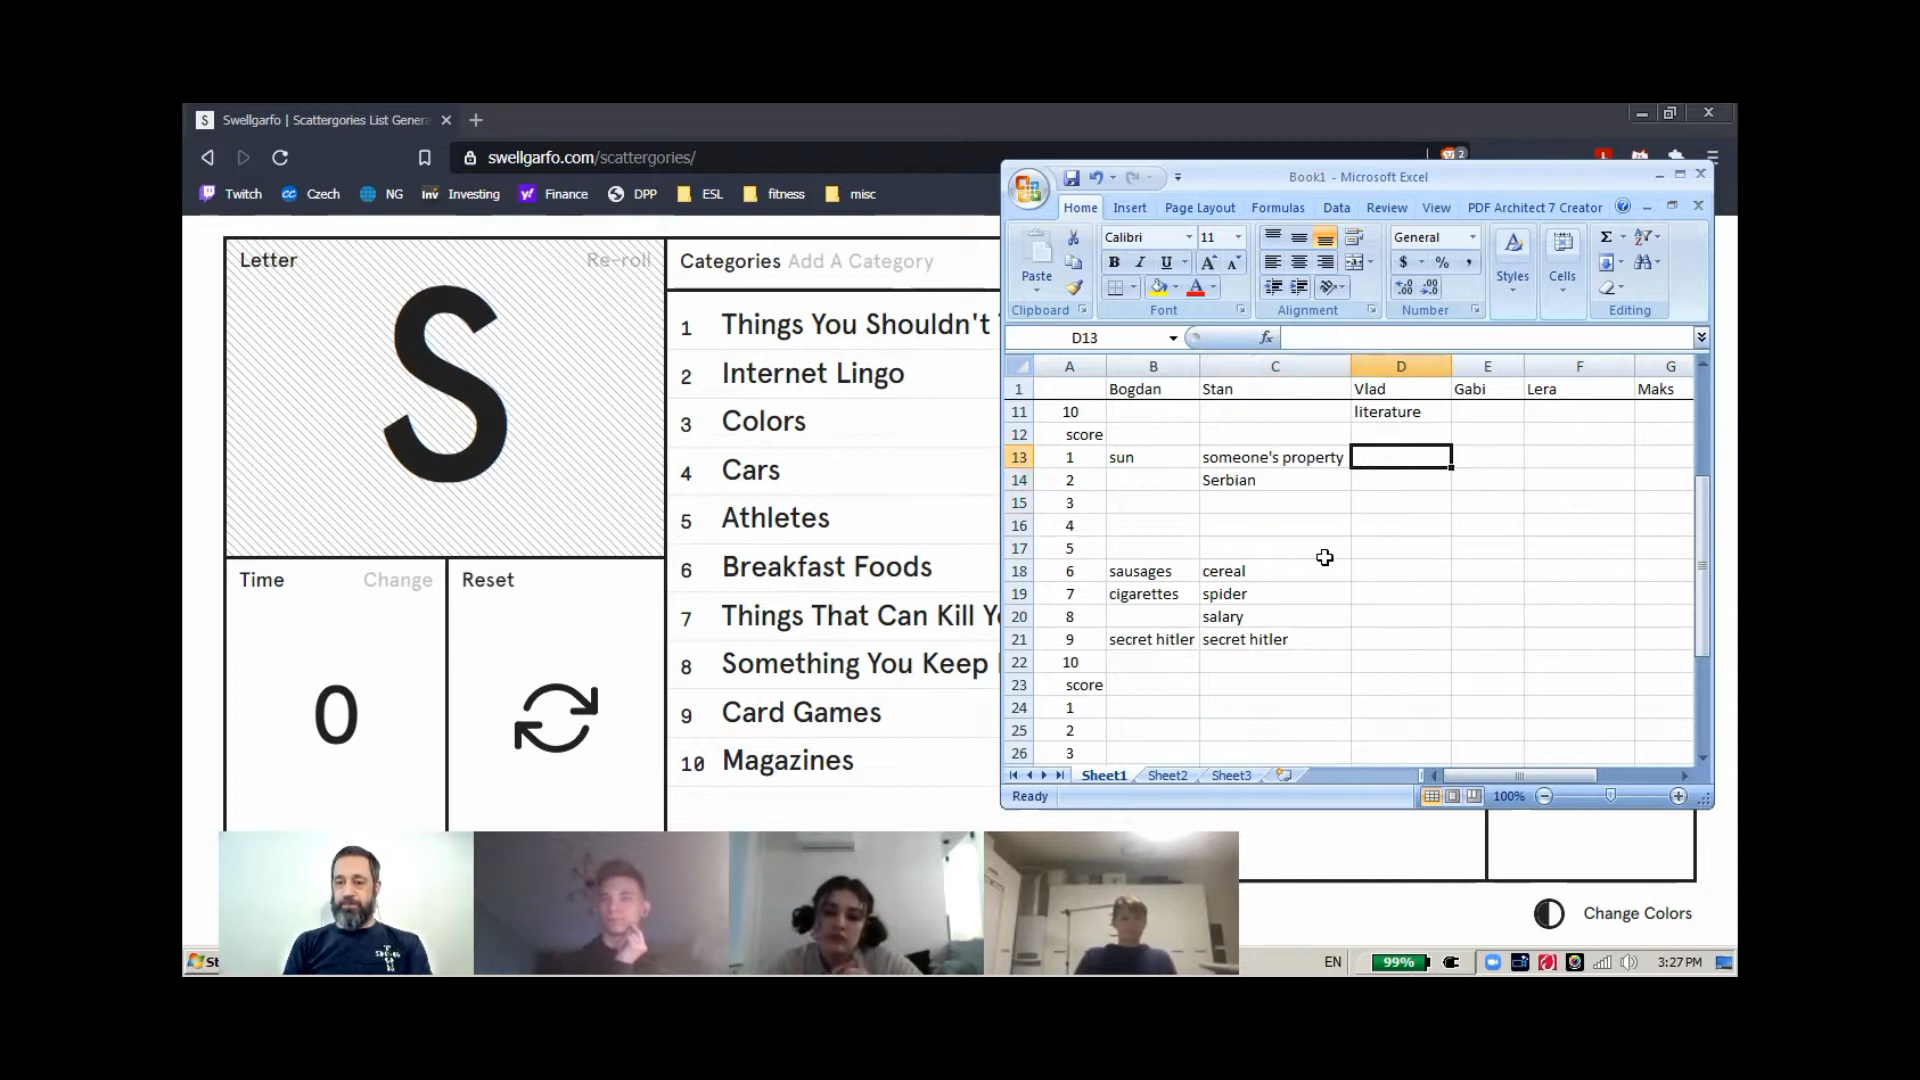 S Swellgarfo | Scattergories List Genera
swellgarfo.com/scattergories/
2
1
Twitch Czech NG Investing Finance DPP ESL fitness misc
Letter Re-roll
S
Time Change
0
Reset
Categories Add A Category
1 Things You Shouldn't
2 Internet Lingo
3 Colors
4 Cars
5 Athletes
6 Breakfast Foods
7 Things That Can Kill
8 Something You Keep
9 Card Games
10 Magazines
Book1 - Microsoft Excel
Home Insert Page Layout Formulas Data Review View PDF Architect 7 Creator
Calibri 11 General
Paste
B I U A A
$ % ,
Styles Cells
Clipboard Font Alignment Number Editing
D13 fx
A B C D E F G
1 Bogdan Stan Vlad Gabi Lera Maks
11 10 literature
12 score
13 1 sun someone's property
14 2 Serbian
15 3
16 4
17 5
18 6 sausages cereal
19 7 cigarettes spider
20 8 salary
21 9 secret hitler secret hitler
22 10
23 score
24 1
25 2
26 3
Sheet1 Sheet2 Sheet3
Ready 100%
Change Colors
St
EN 99% 3:27 PM